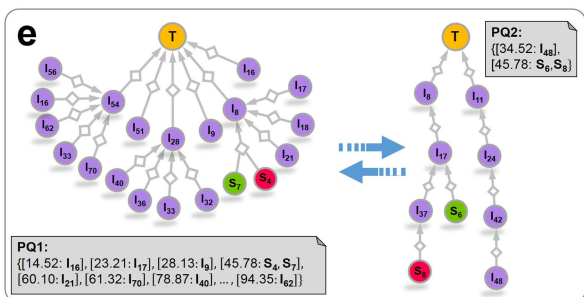 e
T
PQ2:
{[34.52: I48],
[45.78: S6,S8}
I56
I16
I17
I16
I54
I8
I8
I11
I62
I51
I9
I18
I28
I33
I21
I17
I24
I70
I40
S7
S4
I36
I33
I32
I37
S6
I42
PQ1:
{[14.52: I16], [23.21: I17], [28.13: I9], [45.78: S4, S7],
[60.10: I21], [61.32: I70], [78.87: I40], ..., [94.35: I62]}
S8
I48
T